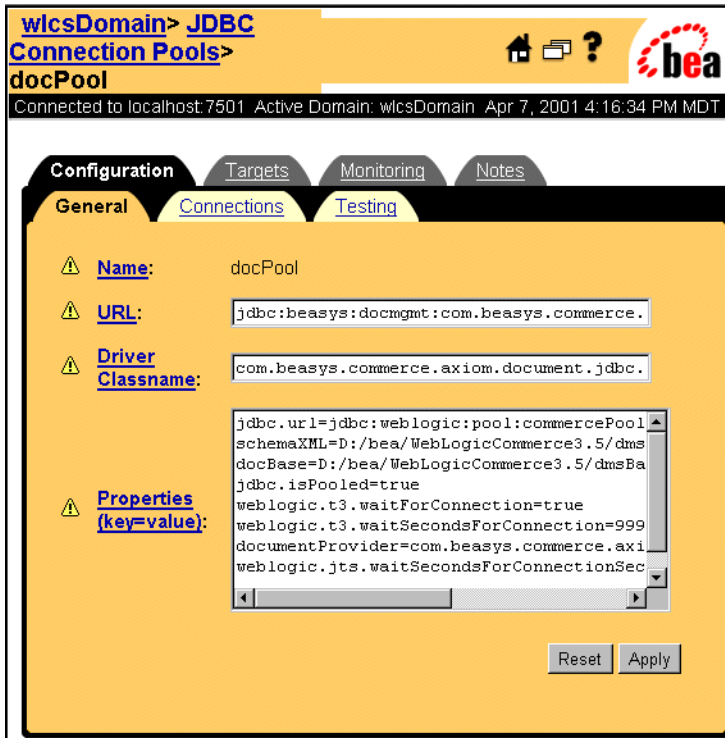 wlcsDomain> JDBC
Connection Pools>
docPool
?
bea
Connected to localhost:7501 Active Domain: wlcsDomain Apr 7, 2001 4:16:34 PM MDT
Configuration Targets Monitoring Notes
General Connections Testing
Name: docPool
URL: jdbc:beasys:docmgmt:com.beasys.commerce.
Driver
Classname: com.beasys.commerce.axiom.document.jdbc.
jdbc.url=jdbc:weblogic:pool:commercePool
schemaXML=D:/bea/WebLogicCommerce3.5/dms
docBase=D:/bea/WebLogicCommerce3.5/dmsBa
jdbc.isPooled=true
Properties
(key=value):
weblogic.t3.waitForConnection=true
weblogic.t3.waitSecondsForConnection=999
documentProvider=com.beasys.commerce.axi
weblogic.jts.waitSecondsForConnectionSec
Reset Apply